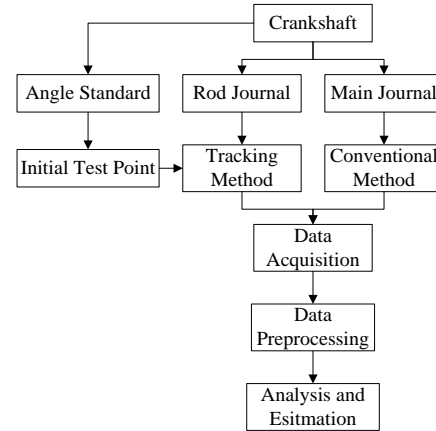 Crankshaft
Angle Standard
Rod Journal
Main Journal
Initial Test Point
Tracking
Method
Conventional
Method
Data
Acquisition
Data
Preprocessing
Analysis and
Esitmation